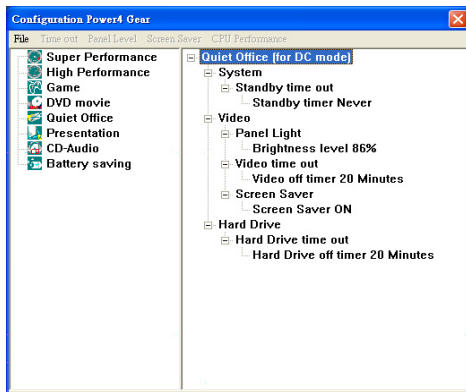 Configuration Power4 Gear
File Time out Panel Level Screen Saver CPU Performance
Super Performance
High Performance
Game
DVD movie
Quiet Office
Presentation
CD-Audio
Battery saving
Quiet Office (for DC mode)
System
Standby time out
Standby timer Never
Video
Panel Light
Brightness level 86%
Video time out
Video off timer 20 Minutes
Screen Saver
Screen Saver ON
Hard Drive
Hard Drive time out
Hard Drive off timer 20 Minutes